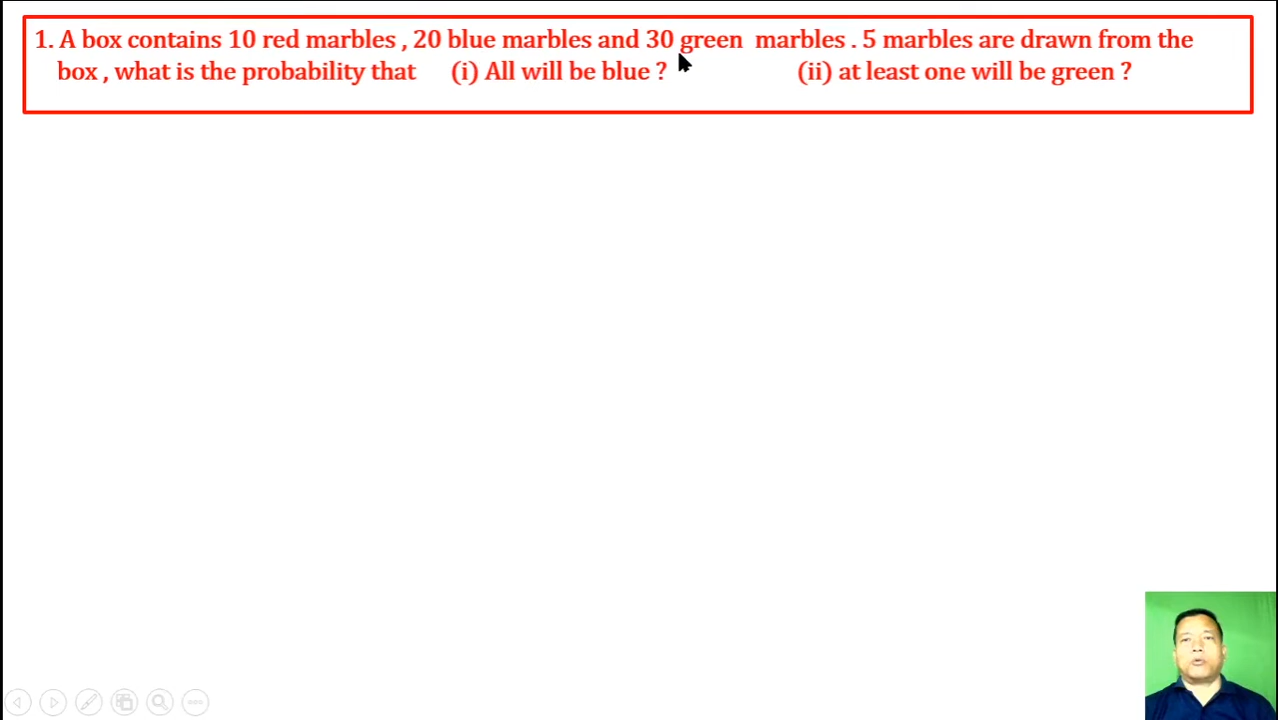 1. A box contains 10 red marbles , 20 blue marbles and 30 green marbles . 5 marbles are drawn from the
box , what is the probability that (i) All will be blue ? (ii) at least one will be green ?